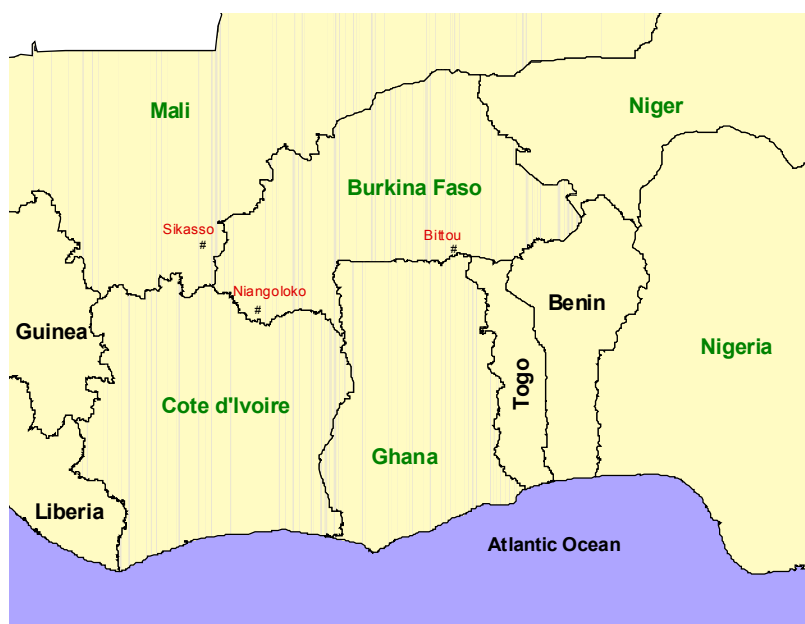 Mali
Niger
Burkina Faso
Sikasso
#
Bittou
#
Niangoloko
#
Benin
Guinea
Nigeria
Togo
Cote d'Ivoire
Ghana
Liberia
Atlantic Ocean